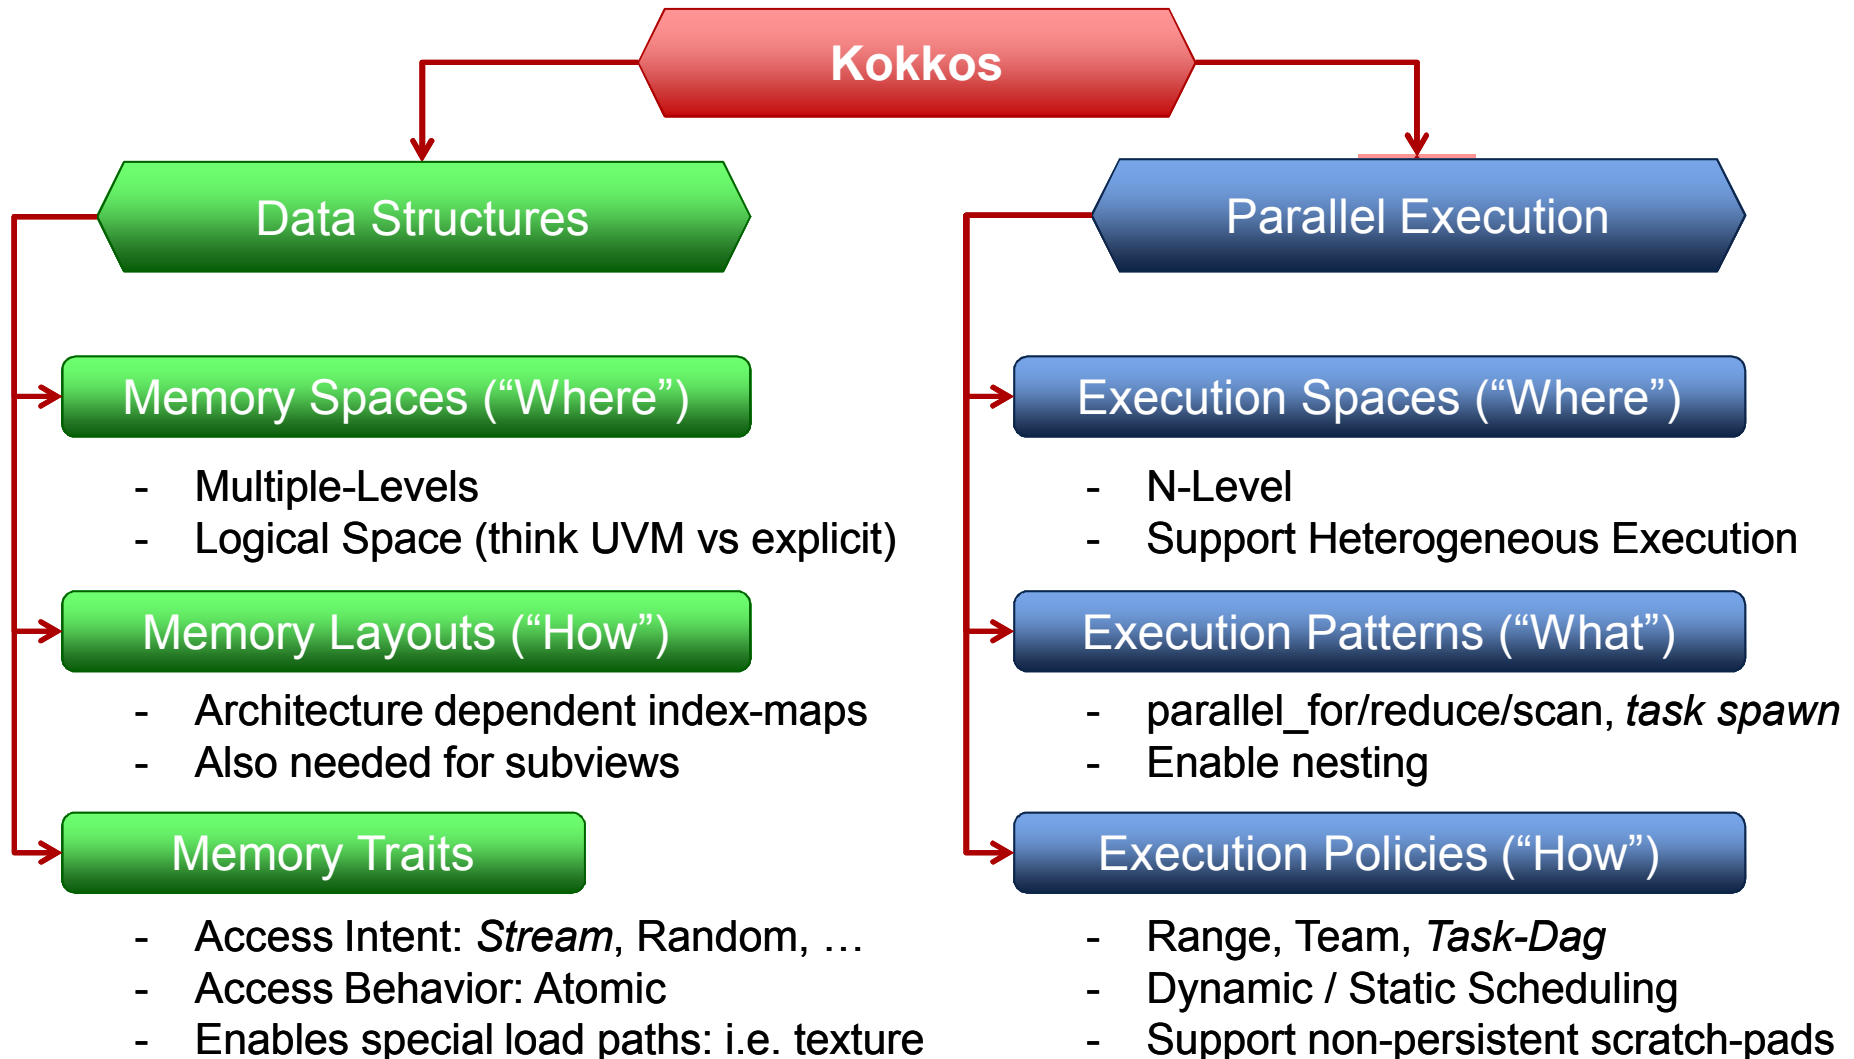 Kokkos
Data Structures
Memory Spaces (“Where”)
- Multiple-Levels
- Logical Space (think UVM vs explicit)
Memory Layouts (“How”)
- Architecture dependent index-maps
- Also needed for subviews
Memory Traits
- Access Intent: Stream, Random, …
- Access Behavior: Atomic
- Enables special load paths: i.e. texture
Parallel Execution
Execution Spaces (“Where”)
- N-Level
- Support Heterogeneous Execution
Execution Patterns (“What”)
- parallel_for/reduce/scan, task spawn
- Enable nesting
Execution Policies (“How”)
- Range, Team, Task-Dag
- Dynamic / Static Scheduling
- Support non-persistent scratch-pads